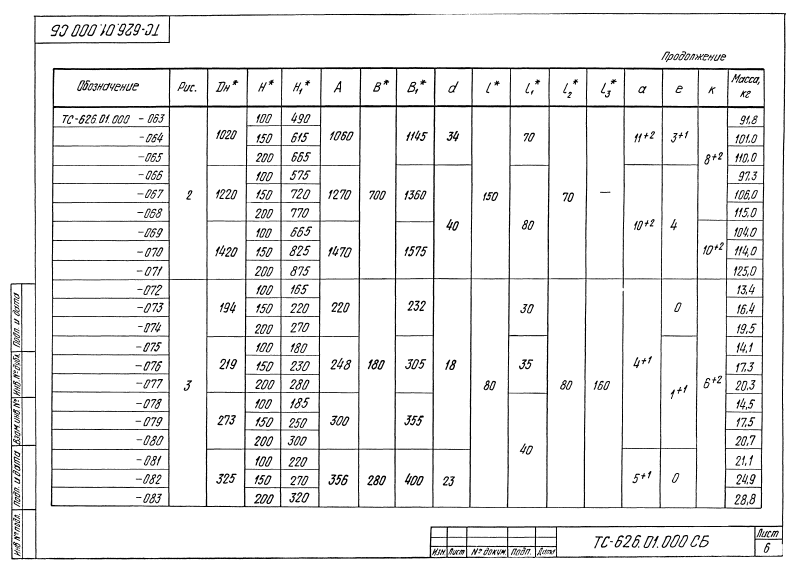 ТС-626.01.000 СБ
Продолжение
Обозначение Рис. Dн* H* H₁* A B* B₁* d l* l₁* l₂* l₃* a e к Масса, кг
ТС-626.01.000 -063 2 1020 100 490 1060 700 1145 34 150 70 70 — 11+2 3+1 8+2 91,8
-064 150 615 101,0
-065 200 665 110,0
-066 1220 100 575 1270 1360 40 80 10+2 4 97,3
-067 150 720 106,0
-068 200 770 115,0
-069 1420 100 665 1470 1575 10+2 104,0
-070 150 825 114,0
-071 200 875 125,0
-072 3 194 100 165 220 180 232 18 80 30 80 160 4+1 0 6+2 13,4
-073 150 220 16,4
-074 200 270 19,5
-075 219 100 180 248 305 35 1+1 14,1
-076 150 230 17,3
-077 200 280 20,3
-078 273 100 185 300 355 40 14,5
-079 150 250 17,5
-080 200 300 20,7
-081 325 100 220 356 280 400 23 5+1 0 21,1
-082 150 270 24,9
-083 200 320 28,8
Инв. № подл. Подп. и дата Взам. инв. № Инв. № дубл. Подп. и дата
Изм Лист № докум. Подп. Дата
ТС-626.01.000 СБ
Лист
6